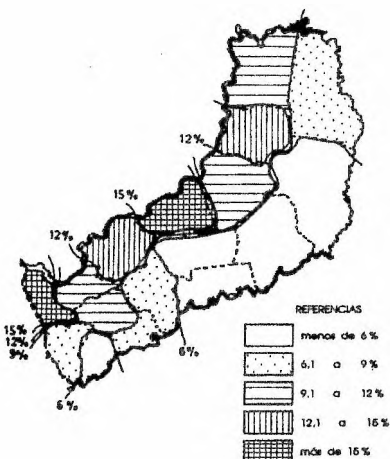 12%
15%
12%
15%
12%
9%
6%
6%
REFERENCIAS
menos de 6%
6,1 a 9%
9,1 a 12%
12,1 a 15%
más de 15%